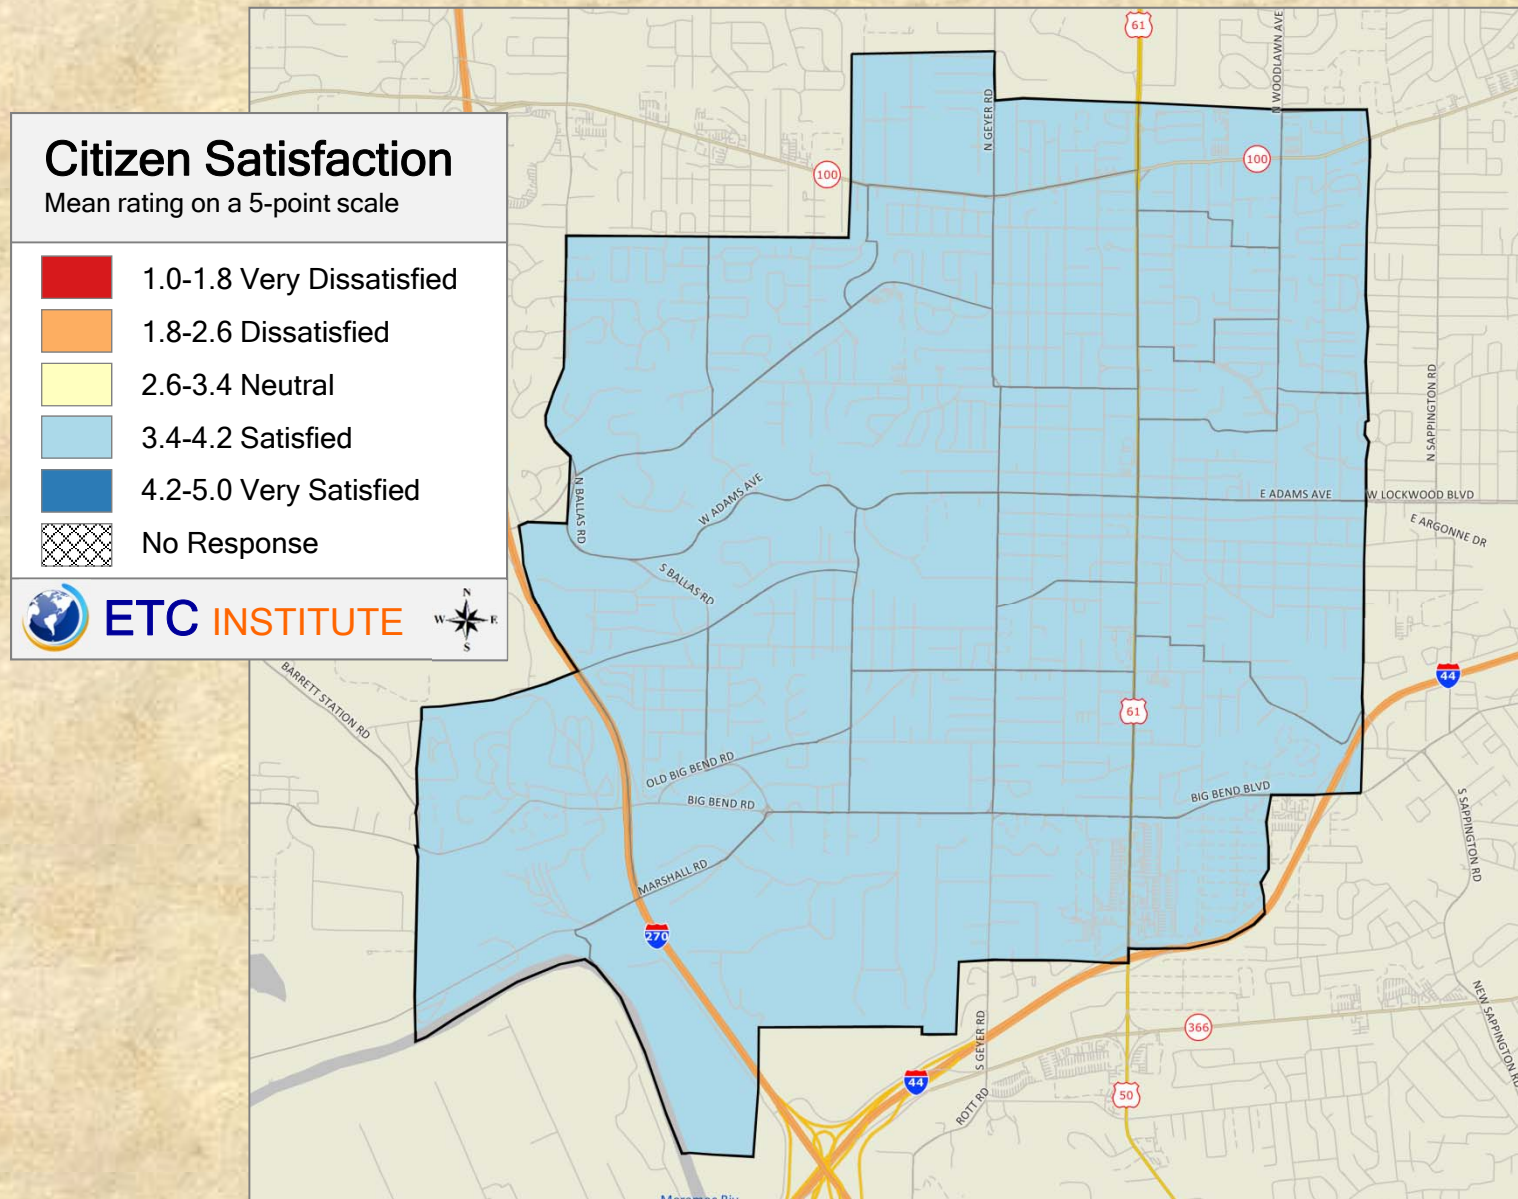 Citizen Satisfaction
Mean rating on a 5-point scale
1.0-1.8 Very Dissatisfied
1.8-2.6 Dissatisfied
2.6-3.4 Neutral
3.4-4.2 Satisfied
4.2-5.0 Very Satisfied
No Response
ETC INSTITUTE
N
W
E
S
61
N WOODLAWN AVE
N GEYER RD
100
100
N SAPPINGTON RD
N BALLAS RD
W ADAMS AVE
E ADAMS AVE
W LOCKWOOD BLVD
E ARGONNE DR
S BALLAS RD
BARRETT STATION RD
44
61
OLD BIG BEND RD
BIG BEND RD
BIG BEND BLVD
S SAPPINGTON RD
MARSHALL RD
270
NEW SAPPINGTON RD
S GEYER RD
366
44
50
ROTT RD